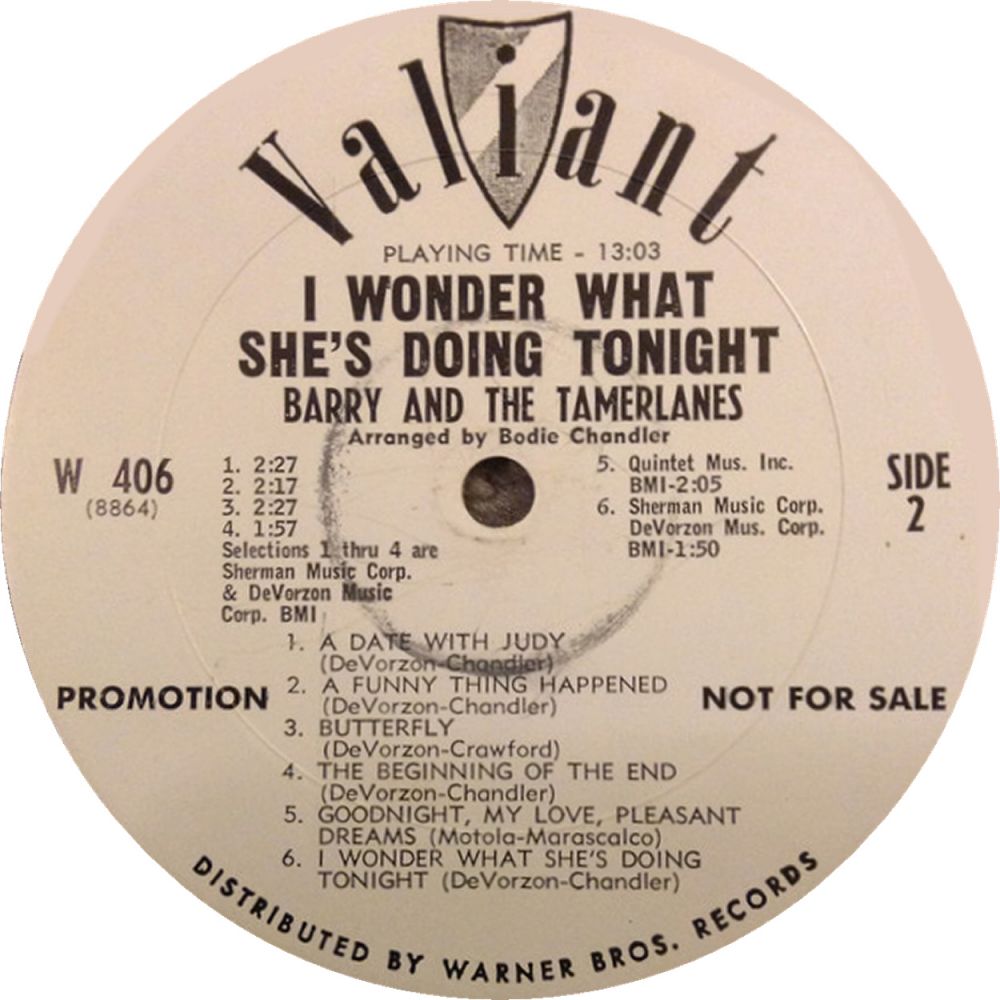 Valiant
PLAYING TIME - 13:03
I WONDER WHAT
SHE'S DOING TONIGHT
BARRY AND THE TAMERLANES
Arranged by Bodie Chandler
W 406
(8864)
1. 2:27
2. 2:17
3. 2:27
4. 1:57
Selections 1 thru 4 are
Sherman Music Corp.
& DeVorzon Music
Corp. BMI
5. Quintet Mus. Inc.
BMI-2:05
6. Sherman Music Corp.
DeVorzon Mus. Corp.
BMI-1:50
SIDE
2
1. A DATE WITH JUDY
(DeVorzon-Chandler)
2. A FUNNY THING HAPPENED
(DeVorzon-Chandler)
3. BUTTERFLY
(DeVorzon-Crawford)
4. THE BEGINNING OF THE END
(DeVorzon-Chandler)
5. GOODNIGHT, MY LOVE, PLEASANT
DREAMS (Motola-Marascalco)
6. I WONDER WHAT SHE'S DOING
TONIGHT (DeVorzon-Chandler)
PROMOTION
NOT FOR SALE
DISTRIBUTED BY WARNER BROS. RECORDS